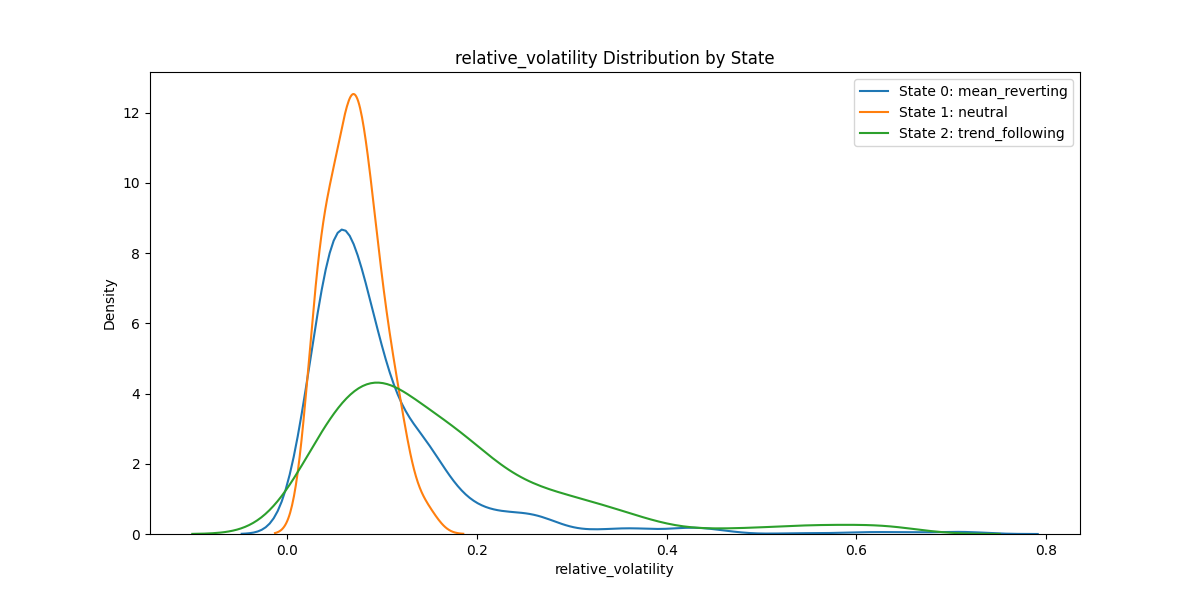 relative_volatility Distribution by State
State 0: mean_reverting
State 1: neutral
State 2: trend_following
Density
12
10
8
6
4
2
0
0.0 0.2 0.4 0.6 0.8
relative_volatility